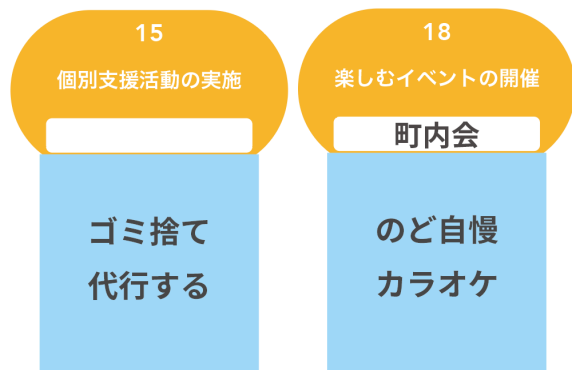 15
個別支援活動の実施
ゴミ捨て
代行する
18
楽しむイベントの開催
町内会
のど自慢
カラオケ